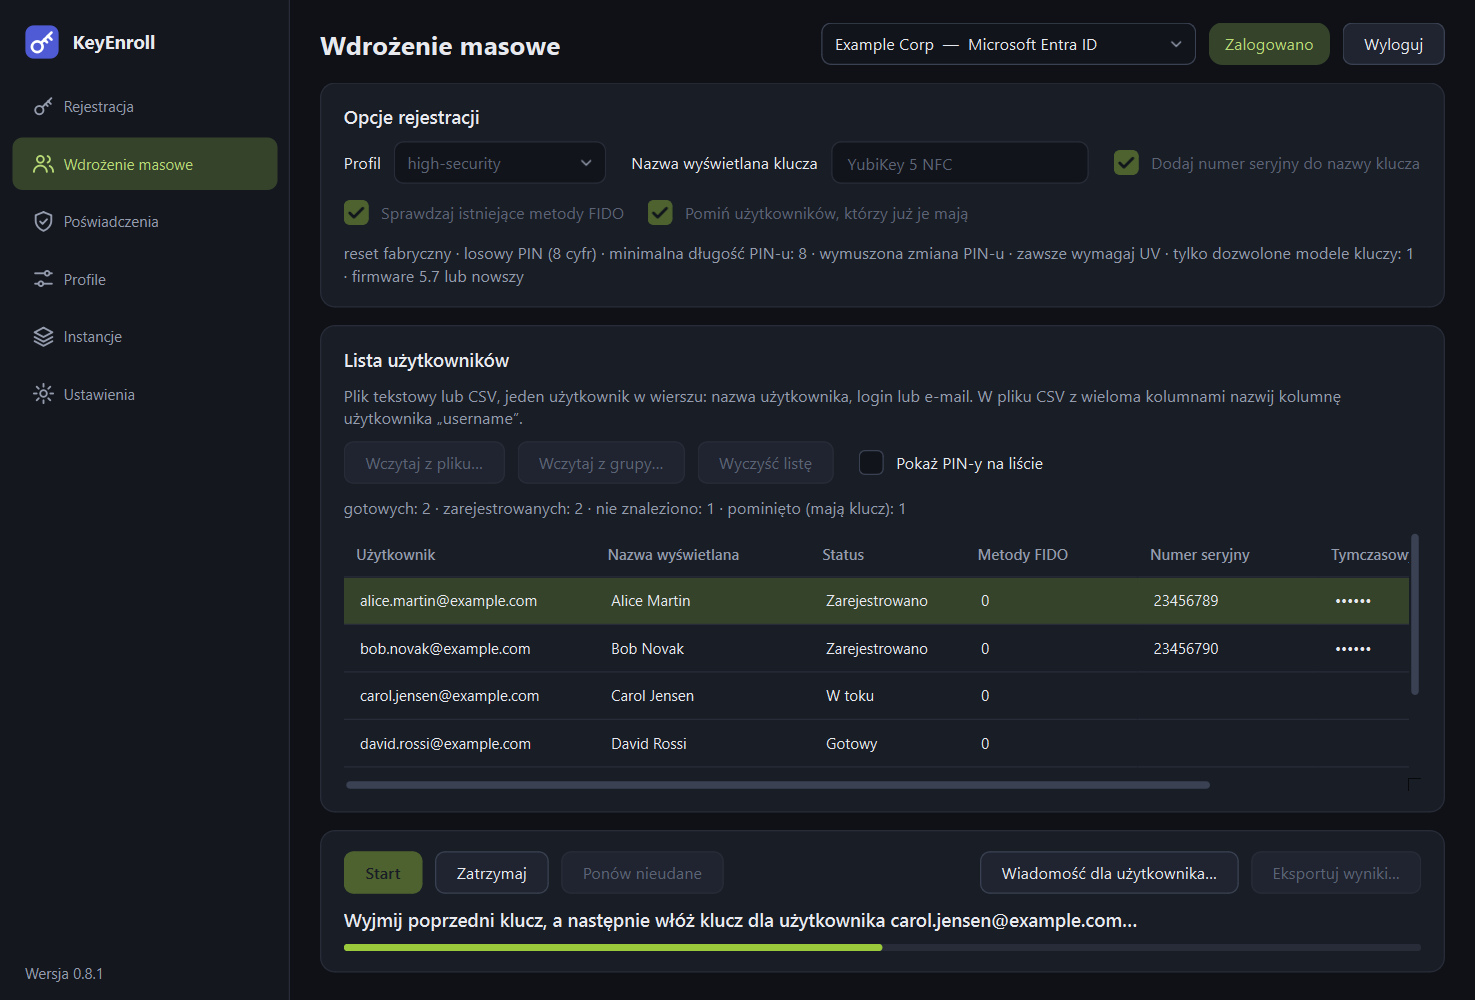 KeyEnroll
Rejestracja
Wdrożenie masowe
Poświadczenia
Profile
Instancje
Ustawienia
Wersja 0.8.1
Wdrożenie masowe
Example Corp — Microsoft Entra ID
Zalogowano
Wyloguj
Opcje rejestracji
Profil high-security Nazwa wyświetlana klucza YubiKey 5 NFC Dodaj numer seryjny do nazwy klucza
Sprawdzaj istniejące metody FIDO Pomiń użytkowników, którzy już je mają
reset fabryczny · losowy PIN (8 cyfr) · minimalna długość PIN-u: 8 · wymuszona zmiana PIN-u · zawsze wymagaj UV · tylko dozwolone modele kluczy: 1
· firmware 5.7 lub nowszy
Lista użytkowników
Plik tekstowy lub CSV, jeden użytkownik w wierszu: nazwa użytkownika, login lub e-mail. W pliku CSV z wieloma kolumnami nazwij kolumnę
użytkownika „username”.
Wczytaj z pliku... Wczytaj z grupy... Wyczyść listę Pokaż PIN-y na liście
gotowych: 2 · zarejestrowanych: 2 · nie znaleziono: 1 · pominięto (mają klucz): 1
Użytkownik Nazwa wyświetlana Status Metody FIDO Numer seryjny Tymczasow
alice.martin@example.com Alice Martin Zarejestrowano 0 23456789 ••••••
bob.novak@example.com Bob Novak Zarejestrowano 0 23456790 ••••••
carol.jensen@example.com Carol Jensen W toku 0
david.rossi@example.com David Rossi Gotowy 0
Start Zatrzymaj Ponów nieudane Wiadomość dla użytkownika... Eksportuj wyniki...
Wyjmij poprzedni klucz, a następnie włóż klucz dla użytkownika carol.jensen@example.com...